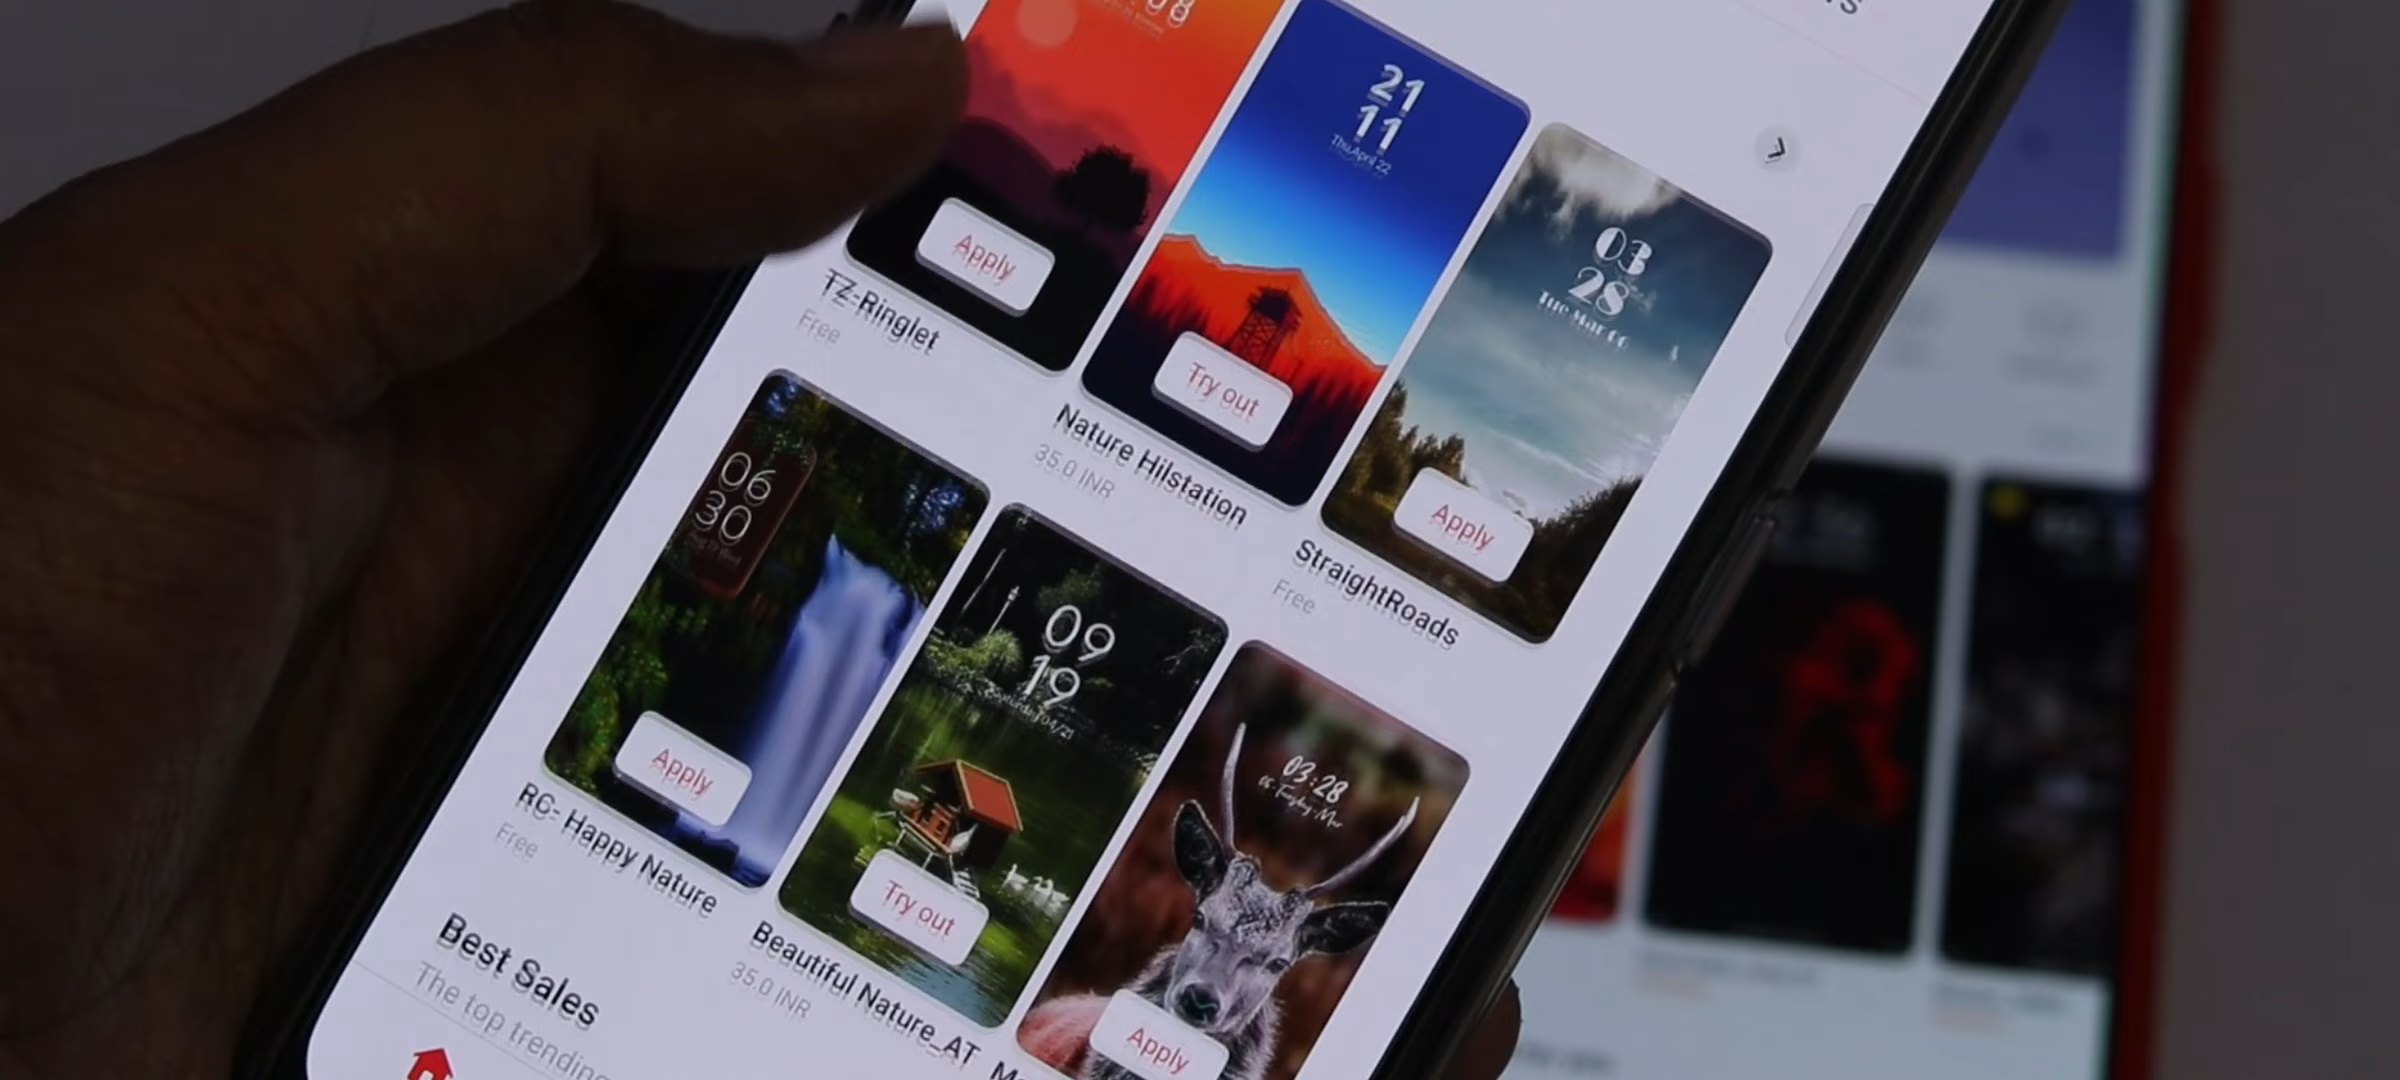 Apply
TZ-Ringlet
Free
21
11
Thu,April 22
Try out
Nature Hilstation
35.0 INR
03
28
Apply
StraightRoads
Free
06
30
Apply
RC- Happy Nature
Free
09
19
Try out
Beautiful Nature_AT
35.0 INR
03:28
Apply
Best Sales
The top trending